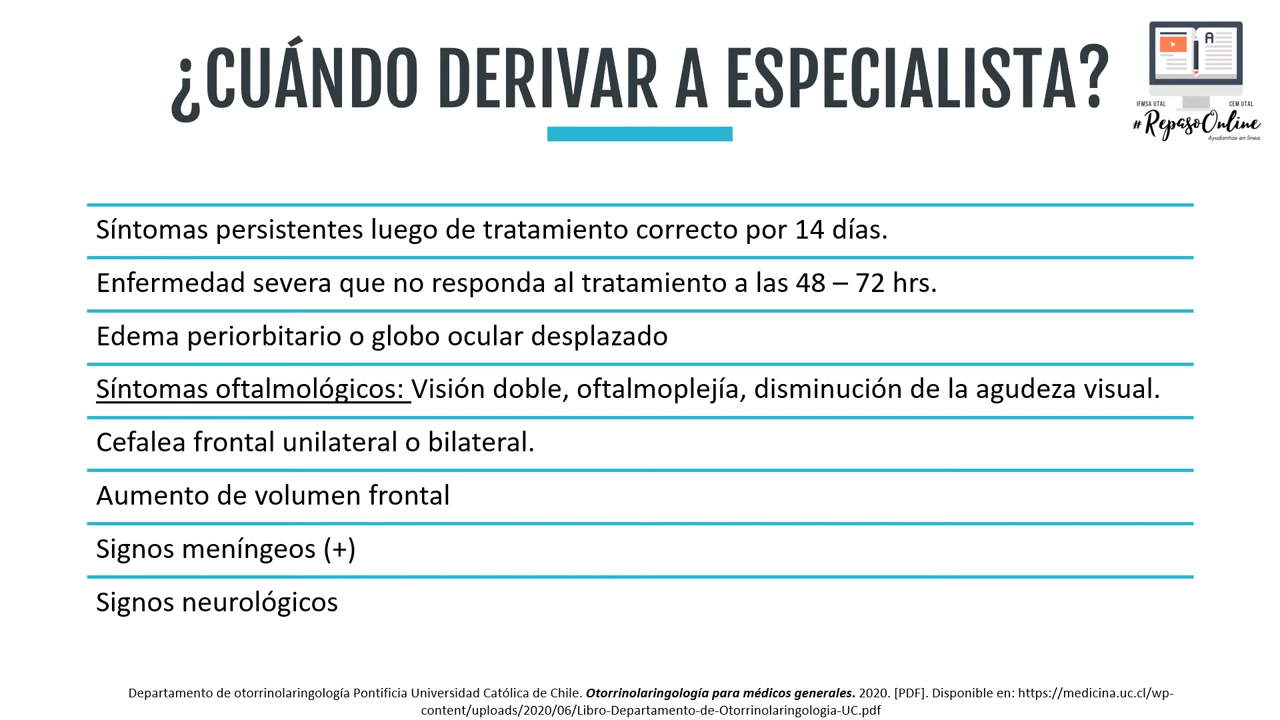 ¿CUÁNDO DERIVAR A ESPECIALISTA?
A
IFMSA UTAL
CEM UTAL
#RepasoOnline
Ayudantías en línea.
Síntomas persistentes luego de tratamiento correcto por 14 días.
Enfermedad severa que no responda al tratamiento a las 48 – 72 hrs.
Edema periorbitario o globo ocular desplazado
Síntomas oftalmológicos: Visión doble, oftalmoplejía, disminución de la agudeza visual.
Cefalea frontal unilateral o bilateral.
Aumento de volumen frontal
Signos meníngeos (+)
Signos neurológicos
Departamento de otorrinolaringología Pontificia Universidad Católica de Chile. Otorrinolaringología para médicos generales. 2020. [PDF]. Disponible en: https://medicina.uc.cl/wp-
content/uploads/2020/06/Libro-Departamento-de-Otorrinolaringologia-UC.pdf